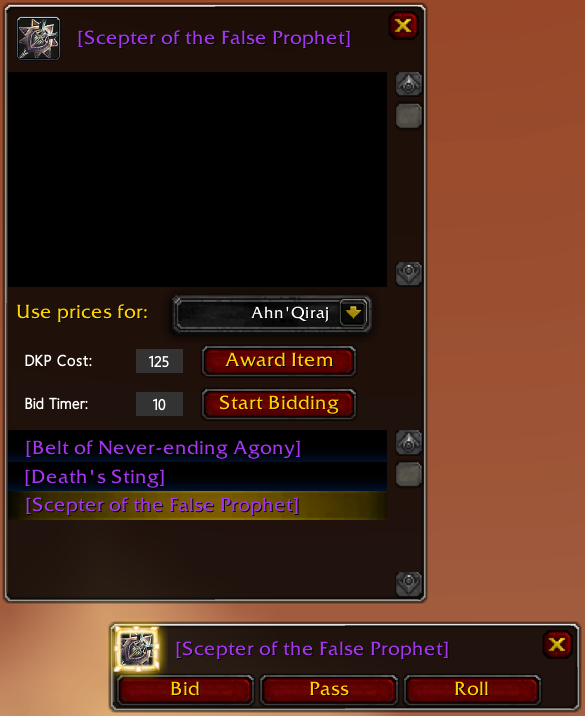 [Scepter of the False Prophet]
Use prices for: Ahn'Qiraj
DKP Cost: 125 Award Item
Bid Timer: 10 Start Bidding
[Belt of Never-ending Agony]
[Death's Sting]
[Scepter of the False Prophet]
[Scepter of the False Prophet]
Bid Pass Roll